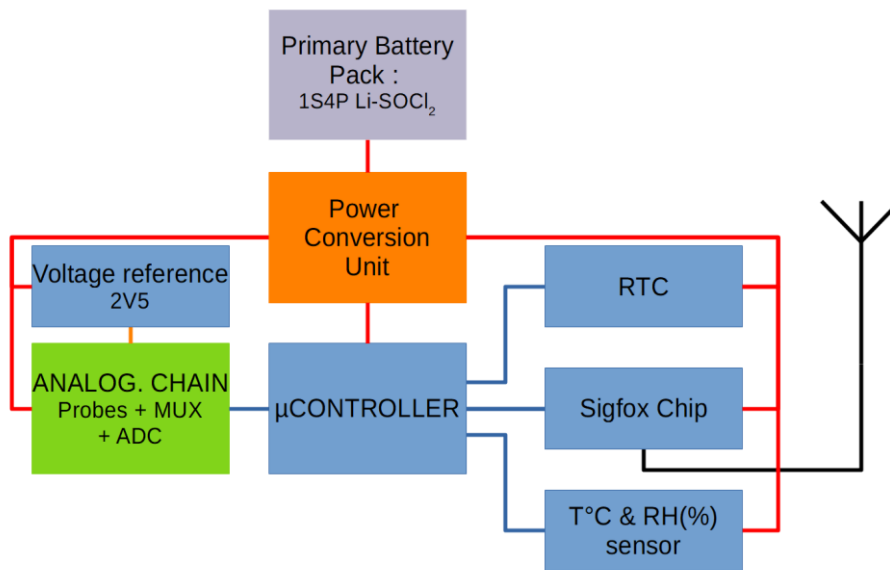 Primary Battery
Pack :
1S4P Li-SOCl₂
Power
Conversion
Unit
Voltage reference
2V5
RTC
ANALOG. CHAIN
Probes + MUX
+ ADC
µCONTROLLER
Sigfox Chip
T°C & RH(%)
sensor